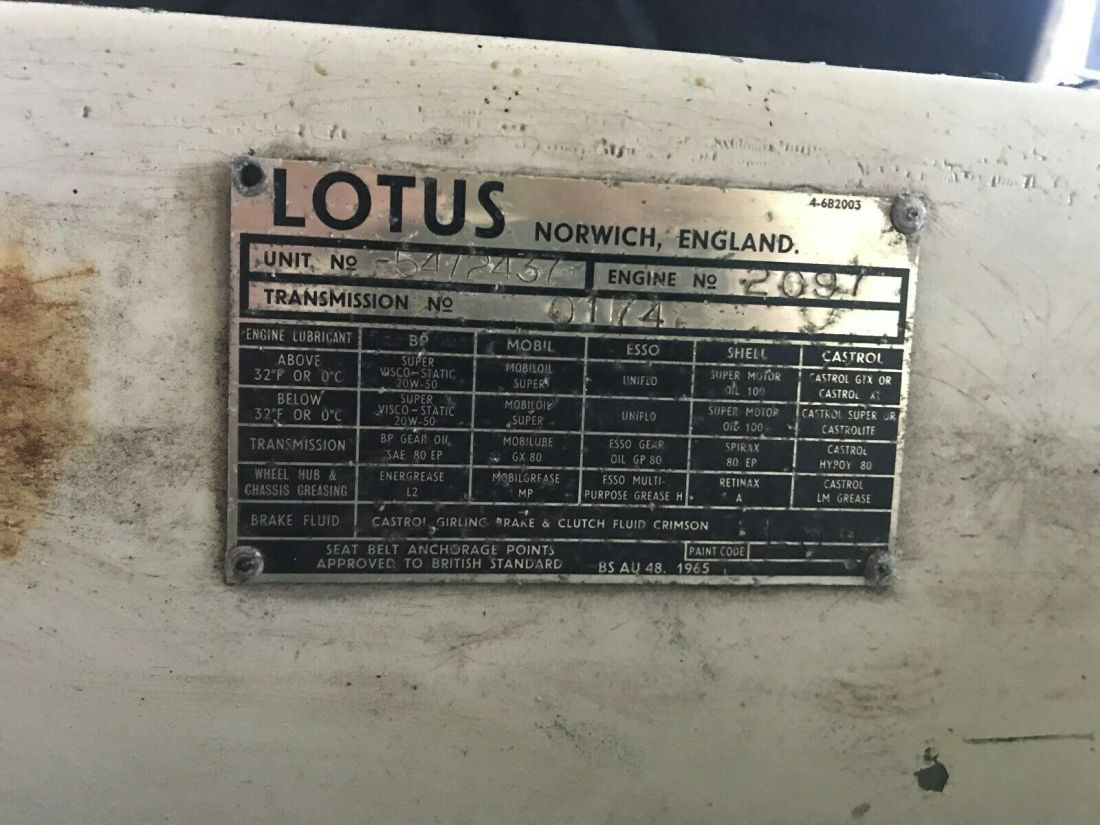 LOTUS NORWICH, ENGLAND. 4-6B2003
UNIT Nº 54/2437 ENGINE Nº 2097
TRANSMISSION Nº 01174
ENGINE LUBRICANT BP MOBIL ESSO SHELL CASTROL
ABOVE 32°F OR 0°C SUPER VISCO-STATIC 20W-50 MOBILOIL SUPER UNIFLO SUPER MOTOR OIL 100 CASTROL GTX OR CASTROL XL
BELOW 32°F OR 0°C SUPER VISCO-STATIC 20W-50 MOBILOIL SUPER UNIFLO SUPER MOTOR OIL 100 CASTROL SUPER OR CASTROLITE
TRANSMISSION BP GEAR OIL SAE 80 EP MOBILUBE GX 80 ESSO GEAR OIL GP 80 SPIRAX 80 EP CASTROL HYPOY 80
WHEEL HUB & CHASSIS GREASING ENERGREASE L2 MOBILGREASE MP ESSO MULTI-PURPOSE GREASE H RETINAX A CASTROL LM GREASE
BRAKE FLUID CASTROL GIRLING BRAKE & CLUTCH FLUID CRIMSON
SEAT BELT ANCHORAGE POINTS PAINT CODE
APPROVED TO BRITISH STANDARD BS AU 48. 1965